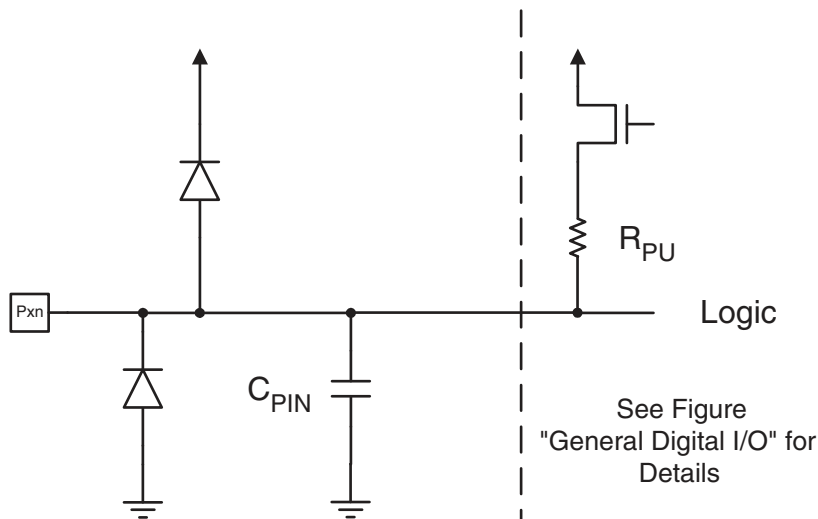 R_PU
Pxn
Logic
C_PIN
See Figure
"General Digital I/O" for
Details